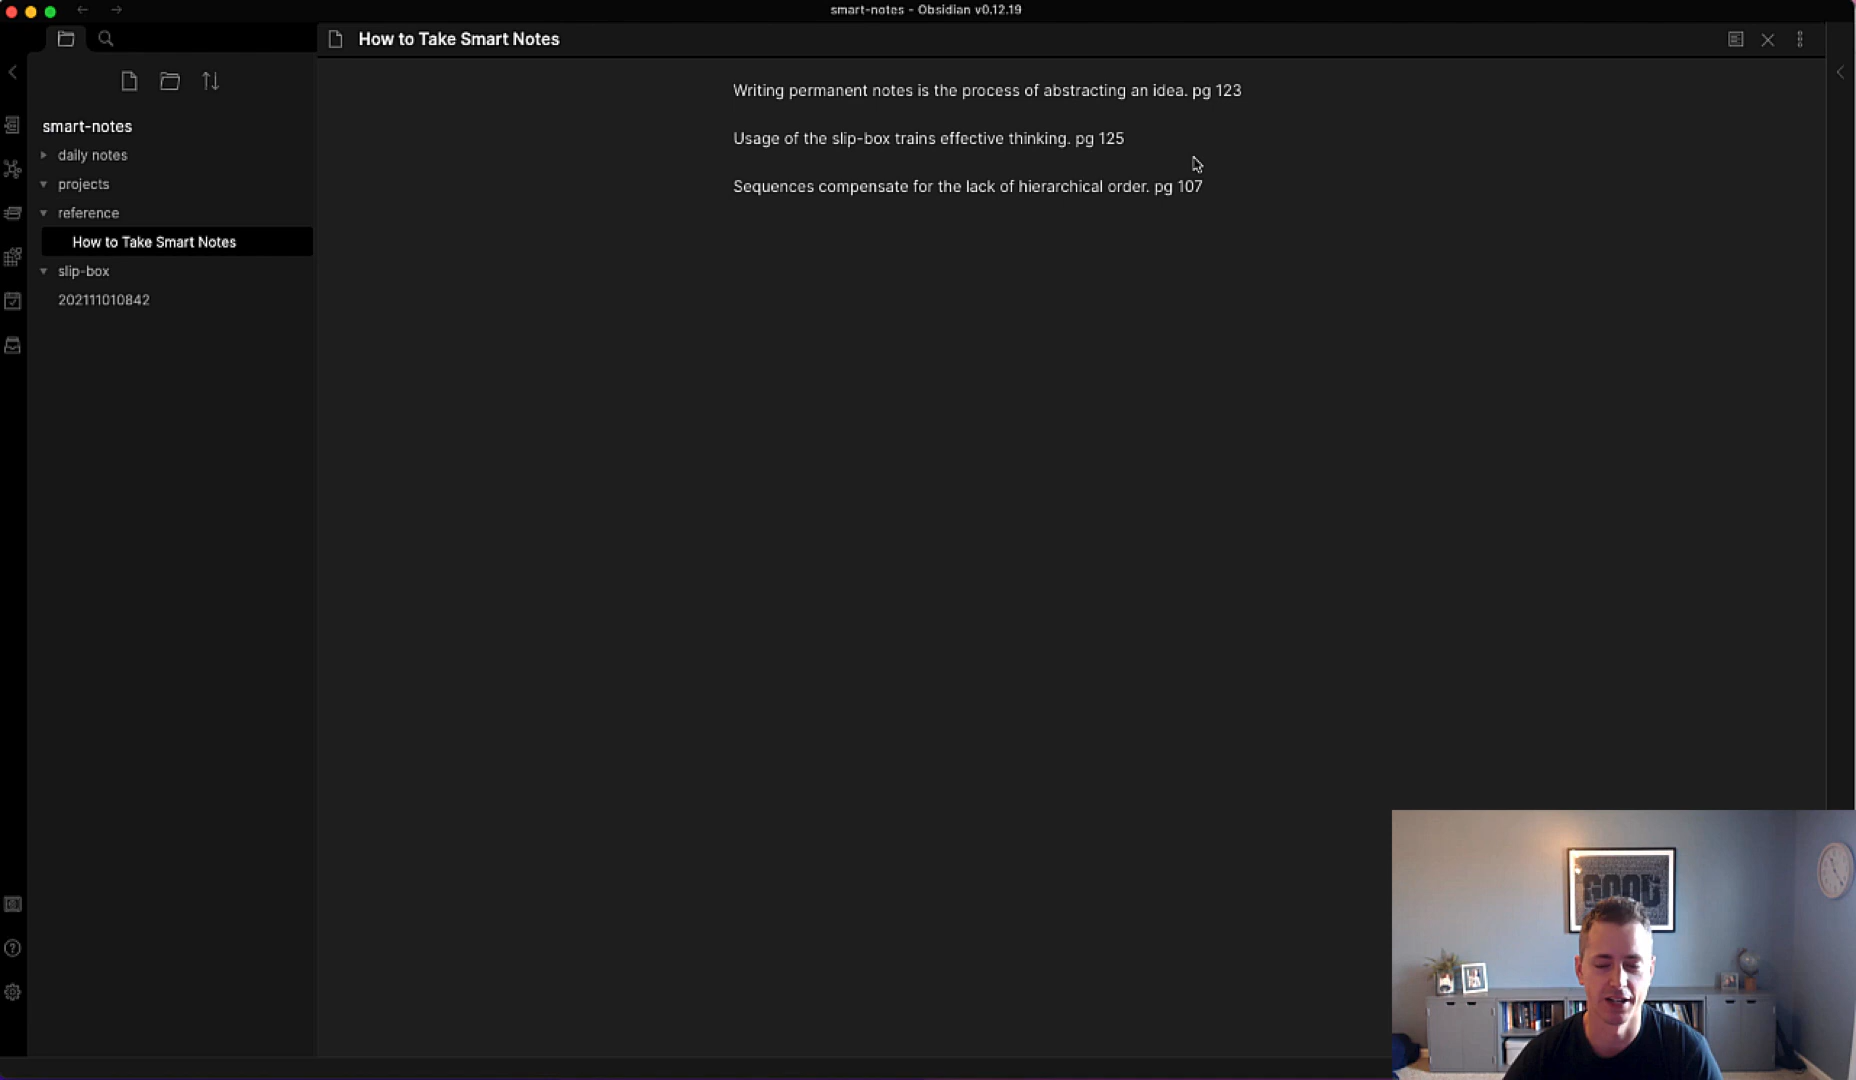 smart-notes - Obsidian v0.12.19
How to Take Smart Notes
smart-notes
daily notes
projects
reference
How to Take Smart Notes
slip-box
202111010842
Writing permanent notes is the process of abstracting an idea. pg 123
Usage of the slip-box trains effective thinking. pg 125
Sequences compensate for the lack of hierarchical order. pg 107
GOOD